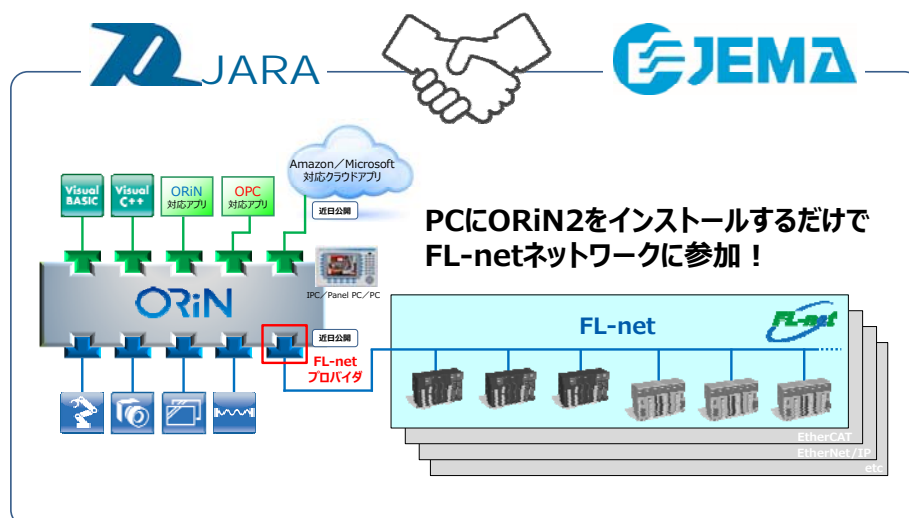 JARA
JEMA
Amazon／Microsoft
対応クラウドアプリ
Visual
BASIC
Visual
C++
ORiN
対応アプリ
OPC
対応アプリ
近日公開
PCにORiN2をインストールするだけで
FL-netネットワークに参加！
IPC／Panel PC／PC
ORiN
近日公開
FL-net
プロバイダ
FL-net
FL-net
EtherCAT
EtherNet/IP
etc